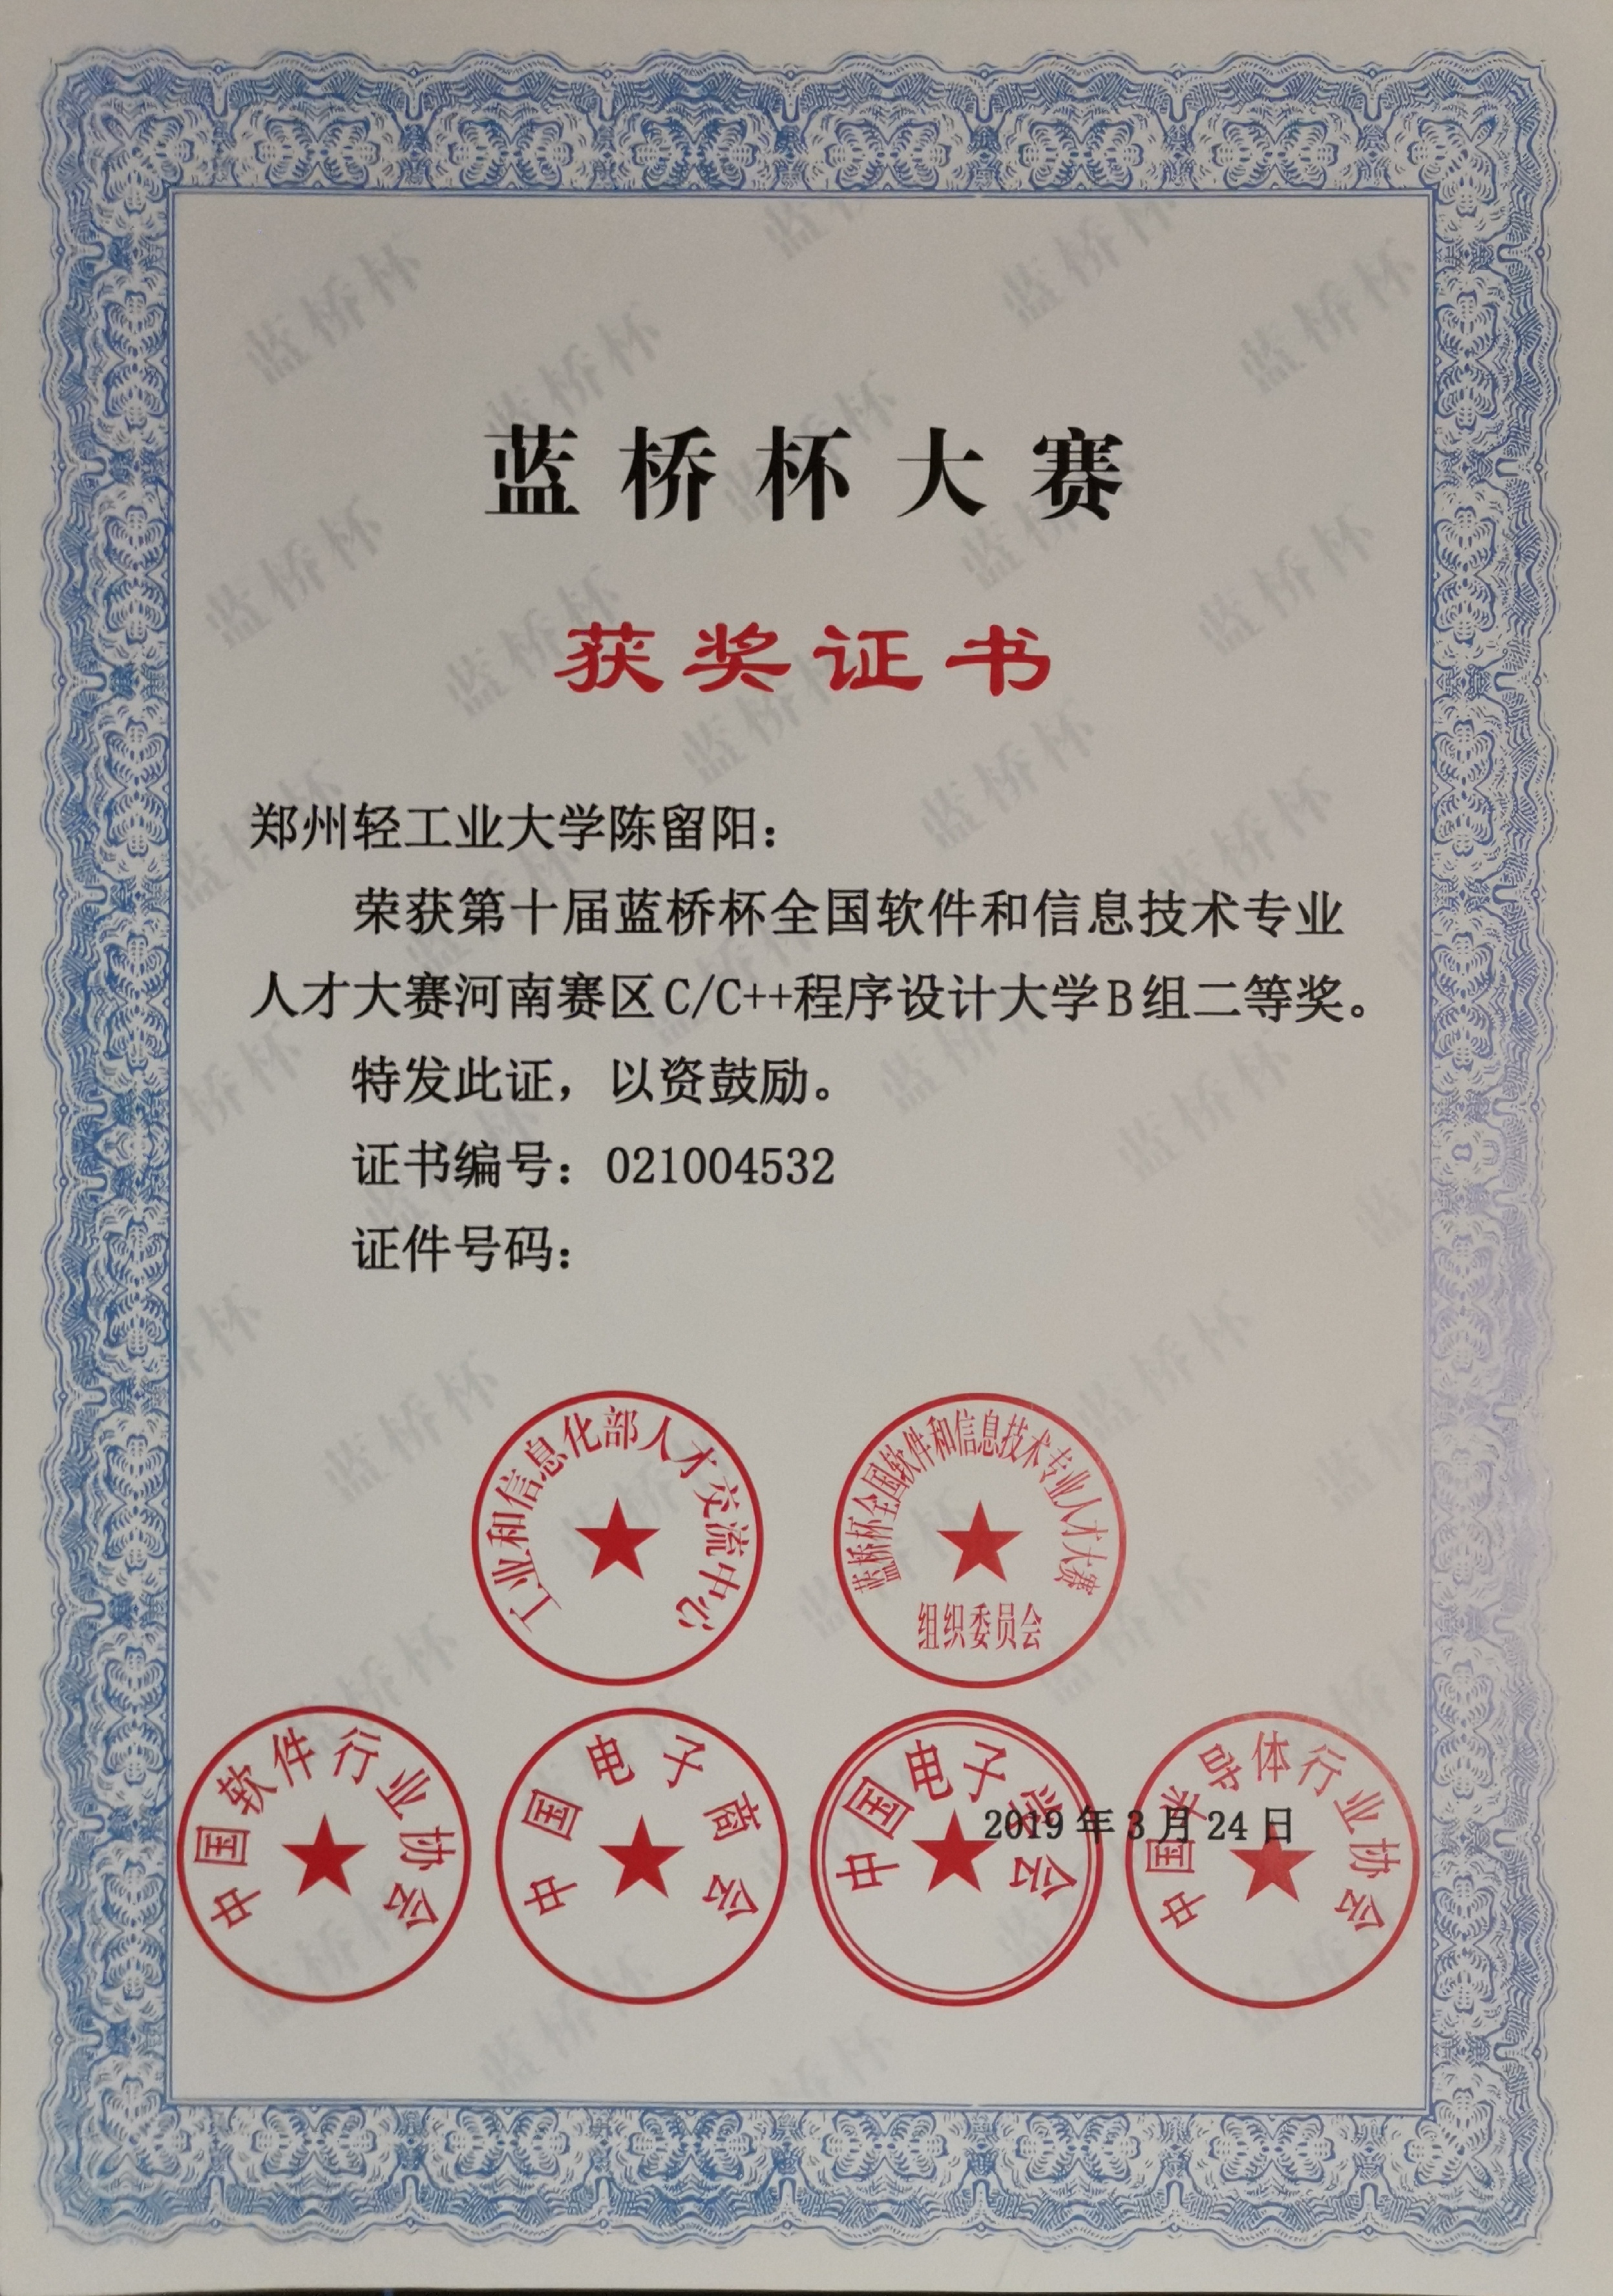 蓝桥杯大赛
获奖证书
郑州轻工业大学陈留阳：
荣获第十届蓝桥杯全国软件和信息技术专业
人才大赛河南赛区C/C++程序设计大学B组二等奖。
特发此证，以资鼓励。
证书编号：021004532
证件号码：
工业和信息化部人才交流中心
蓝桥杯全国软件和信息技术专业人才大赛
组织委员会
中国软件行业协会
中国电子商会
中国电子学会
中国半导体行业协会
2019年3月24日